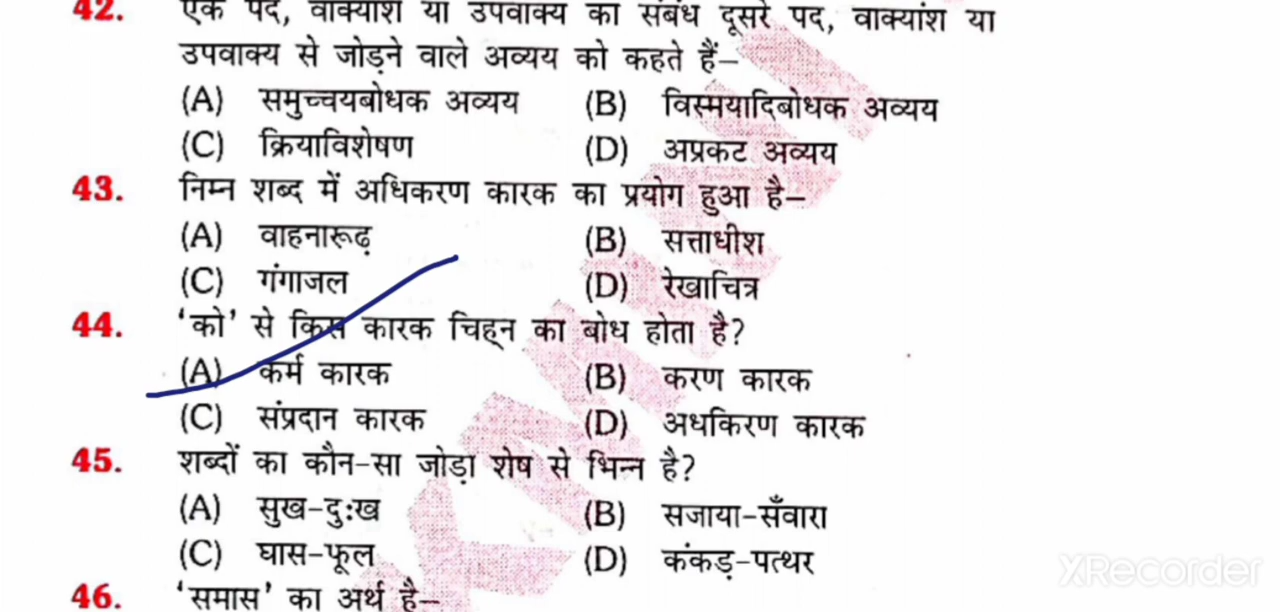 42. एक पद, वाक्यांश या उपवाक्य का संबंध दूसरे पद, वाक्यांश या
उपवाक्य से जोड़ने वाले अव्यय को कहते हैं–
(A) समुच्चयबोधक अव्यय (B) विस्मयादिबोधक अव्यय
(C) क्रियाविशेषण (D) अप्रकट अव्यय
43. निम्न शब्द में अधिकरण कारक का प्रयोग हुआ है–
(A) वाहनारूढ़ (B) सत्ताधीश
(C) गंगाजल (D) रेखाचित्र
44. 'को' से किस कारक चिह्न का बोध होता है?
(A) कर्म कारक (B) करण कारक
(C) संप्रदान कारक (D) अधकिरण कारक
45. शब्दों का कौन-सा जोड़ा शेष से भिन्न है?
(A) सुख-दुःख (B) सजाया-सँवारा
(C) घास-फूल (D) कंकड़-पत्थर
46. 'समास' का अर्थ है–
XRecorder